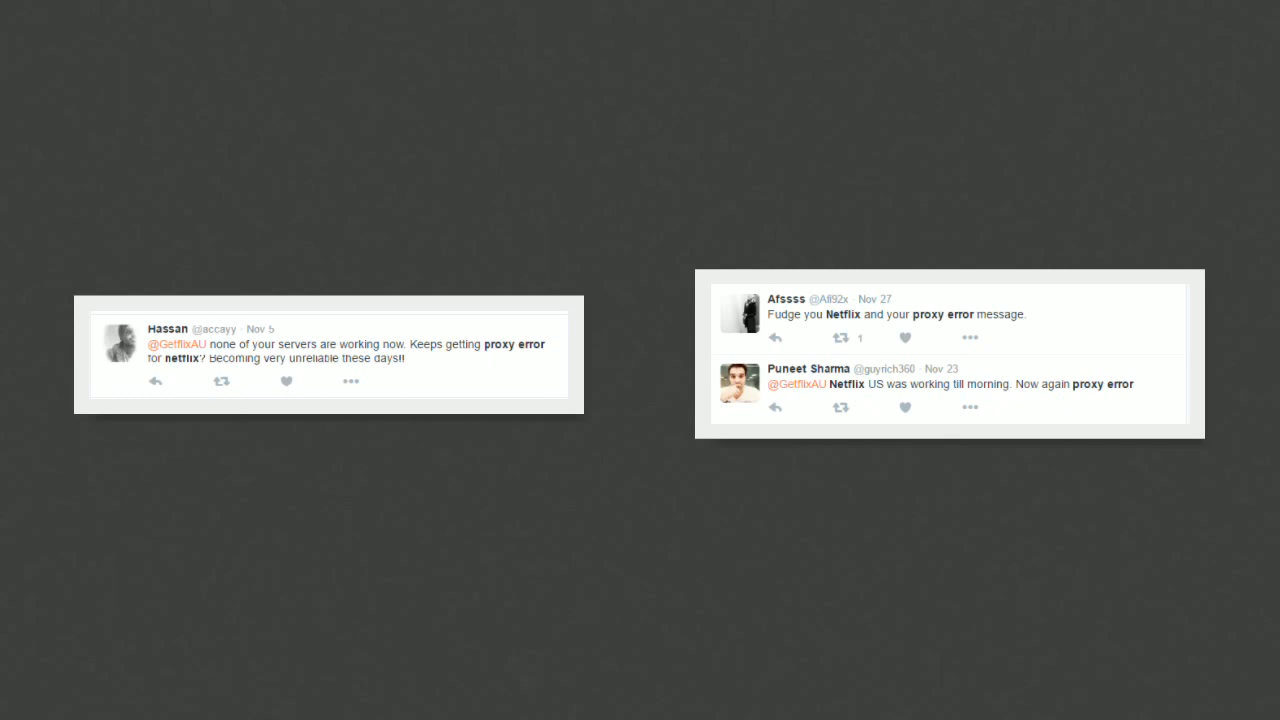 Hassan @accayy · Nov 5
@GetflixAU none of your servers are working now. Keeps getting proxy error
for netflix? Becoming very unreliable these days!!
Afssss @Afl92x · Nov 27
Fudge you Netflix and your proxy error message.
1
Puneet Sharma @guyrich360 · Nov 23
@GetflixAU Netflix US was working till morning. Now again proxy error